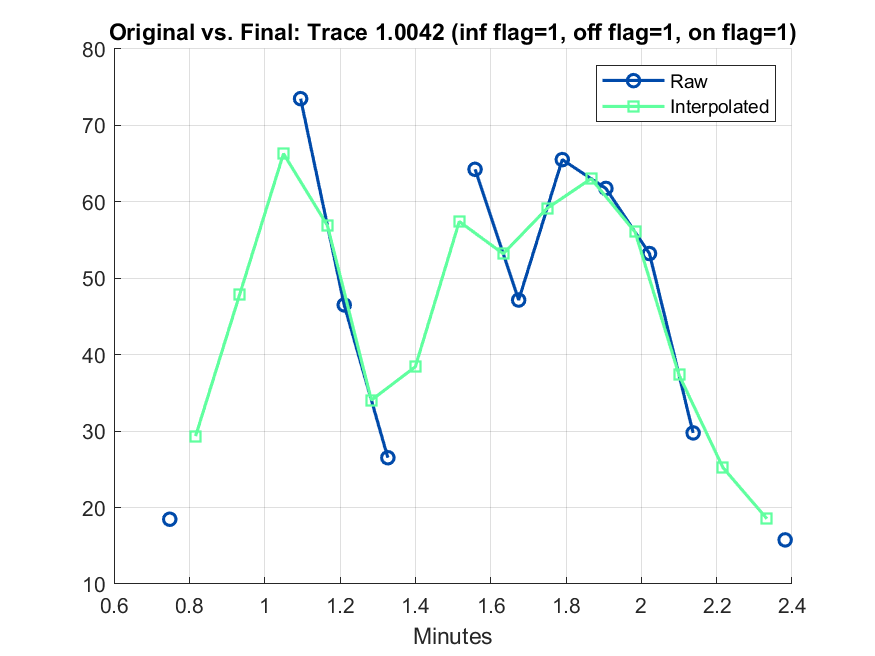 Original vs. Final: Trace 1.0042 (inf flag=1, off flag=1, on flag=1)
80
70
60
50
40
30
20
10
Raw
Interpolated
0.6 0.8 1 1.2 1.4 1.6 1.8 2 2.2 2.4
Minutes